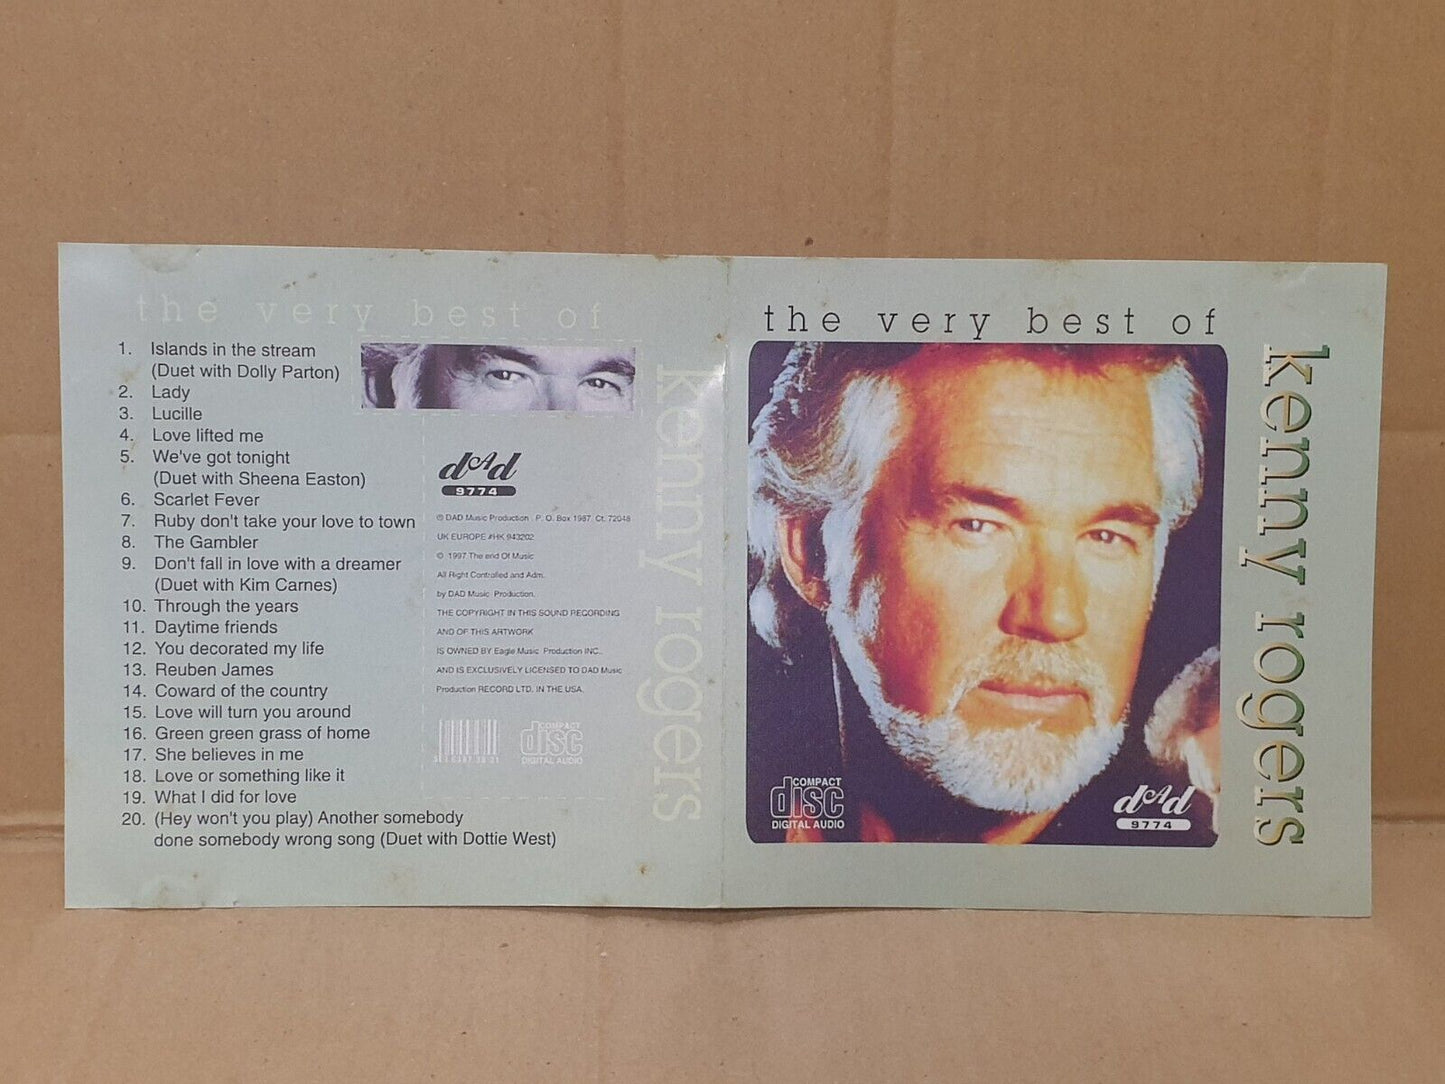 the very best of
1. Islands in the stream
(Duet with Dolly Parton)
2. Lady
3. Lucille
4. Love lifted me
5. We've got tonight
(Duet with Sheena Easton)
6. Scarlet Fever
7. Ruby don't take your love to town
8. The Gambler
9. Don't fall in love with a dreamer
(Duet with Kim Carnes)
10. Through the years
11. Daytime friends
12. You decorated my life
13. Reuben James
14. Coward of the country
15. Love will turn you around
16. Green green grass of home
17. She believes in me
18. Love or something like it
19. What I did for love
20. (Hey won't you play) Another somebody
done somebody wrong song (Duet with Dottie West)
dAd
9774
℗ DAD Music Production . P. O. Box 1987. Ct. 72048
UK EUROPE #HK 943202
© 1997 The end Of Music
All Right Controlled and Adm.
by DAD Music Production.
THE COPYRIGHT IN THIS SOUND RECORDING
AND OF THIS ARTWORK
IS OWNED BY Eagle Music Production INC..
AND IS EXCLUSIVELY LICENSED TO DAD Music
Production RECORD LTD. IN THE USA.
COMPACT
disc
DIGITAL AUDIO
kenny rogers
the very best of
kenny rogers
COMPACT
disc
DIGITAL AUDIO
dAd
9774